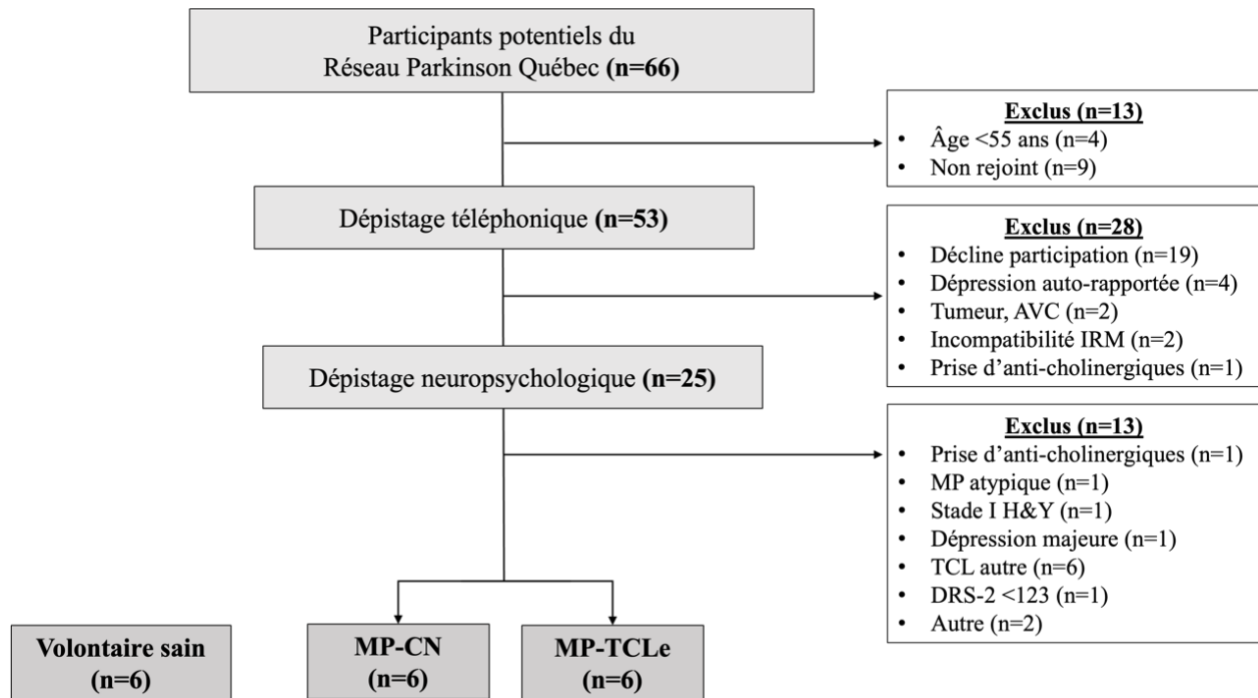 Participants potentiels du
Réseau Parkinson Québec (n=66)
Exclus (n=13)
• Âge <55 ans (n=4)
• Non rejoint (n=9)
Dépistage téléphonique (n=53)
Exclus (n=28)
• Décline participation (n=19)
• Dépression auto-rapportée (n=4)
• Tumeur, AVC (n=2)
• Incompatibilité IRM (n=2)
• Prise d’anti-cholinergiques (n=1)
Dépistage neuropsychologique (n=25)
Exclus (n=13)
• Prise d’anti-cholinergiques (n=1)
• MP atypique (n=1)
• Stade I H&Y (n=1)
• Dépression majeure (n=1)
• TCL autre (n=6)
• DRS-2 <123 (n=1)
• Autre (n=2)
Volontaire sain
(n=6)
MP-CN
(n=6)
MP-TCLe
(n=6)